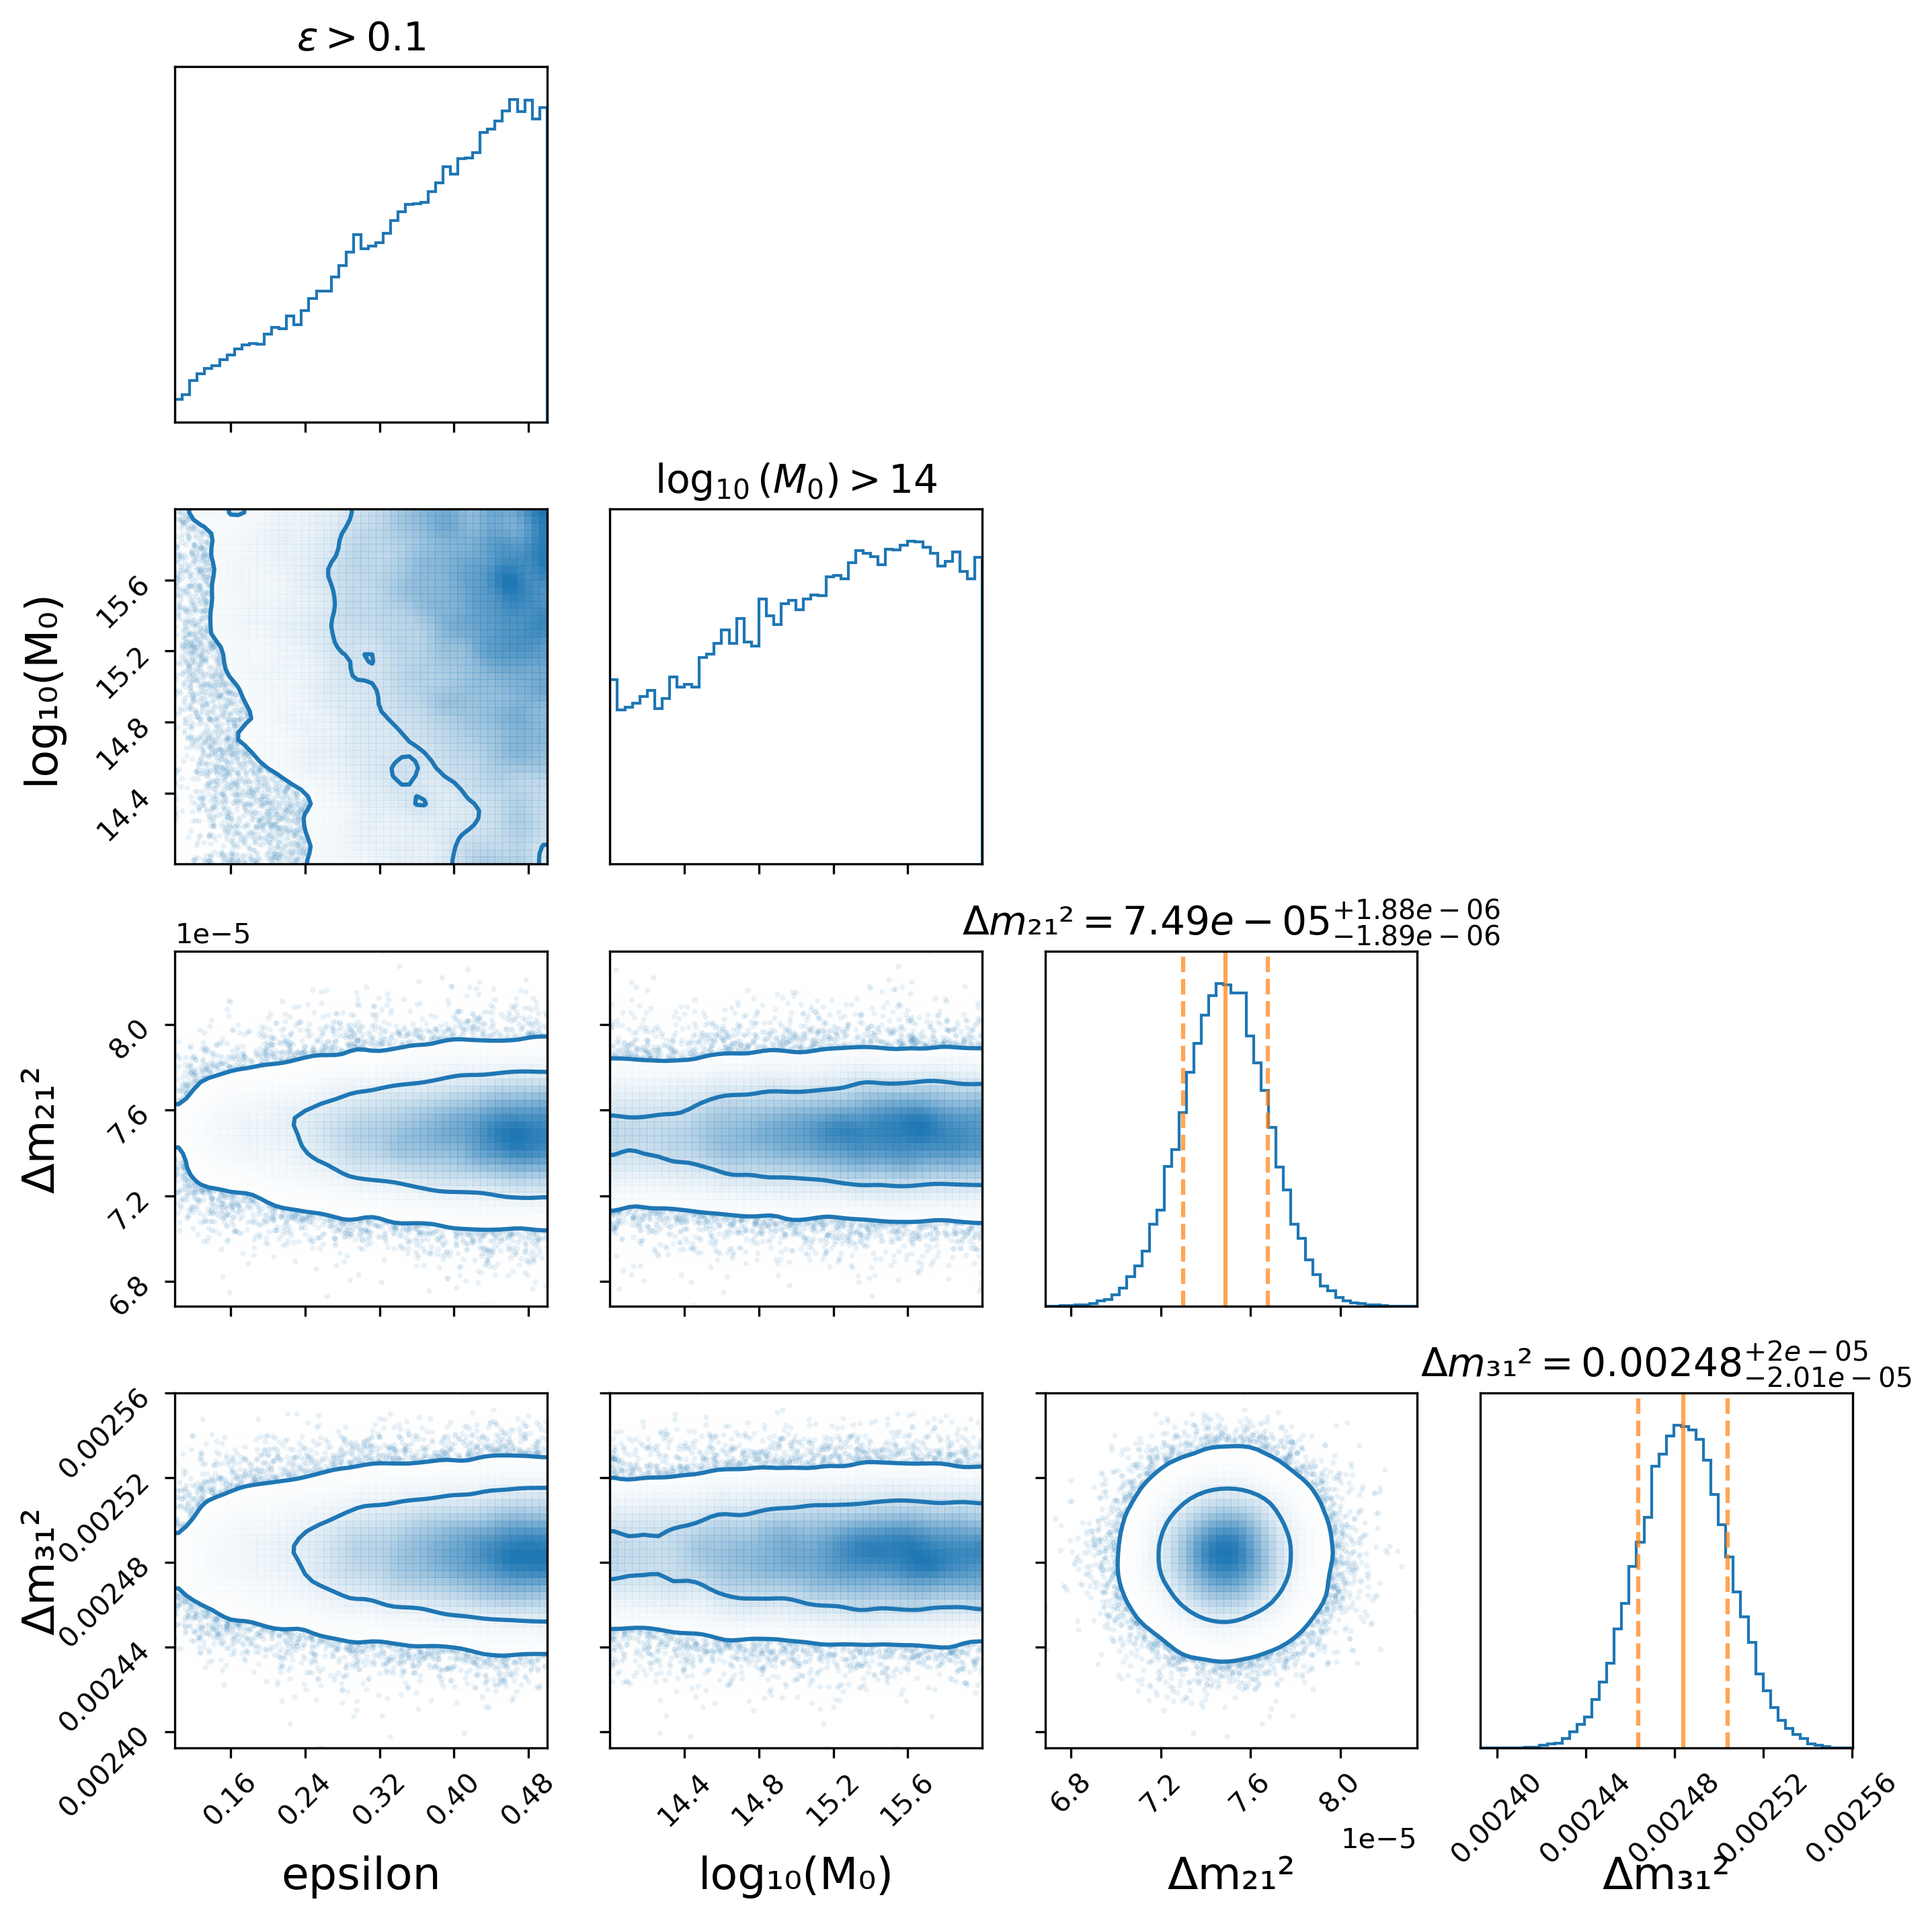 ε > 0.1
log₁₀(M₀) > 14
log₁₀(M₀)
15.6
15.2
14.8
14.4
Δm₂₁² = 7.49e − 05 +1.88e − 06 −1.89e − 06
1e−5
Δm₂₁²
8.0
7.6
7.2
6.8
Δm₃₁² = 0.00248 +2e − 05 −2.01e − 05
Δm₃₁²
0.00256
0.00252
0.00248
0.00244
0.00240
0.16 0.24 0.32 0.40 0.48
14.4 14.8 15.2 15.6
6.8 7.2 7.6 8.0
1e−5
0.00240 0.00244 0.00248 0.00252 0.00256
epsilon
log₁₀(M₀)
Δm₂₁²
Δm₃₁²